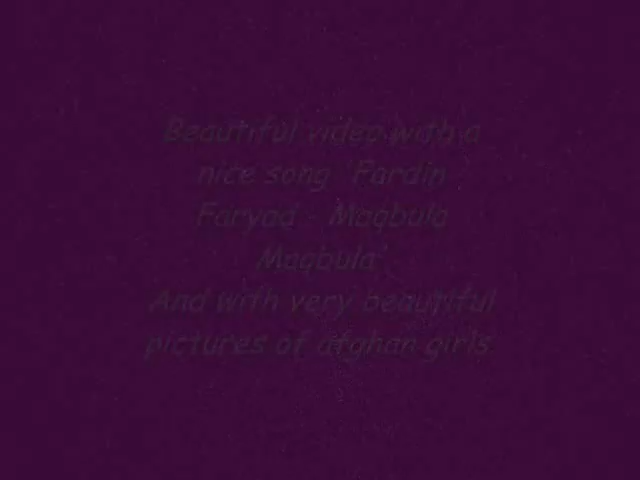 Beautiful video with a
nice song 'Fardin
Faryad - Maqbula
Maqbula'
And with very beautiful
pictures of afghan girls.